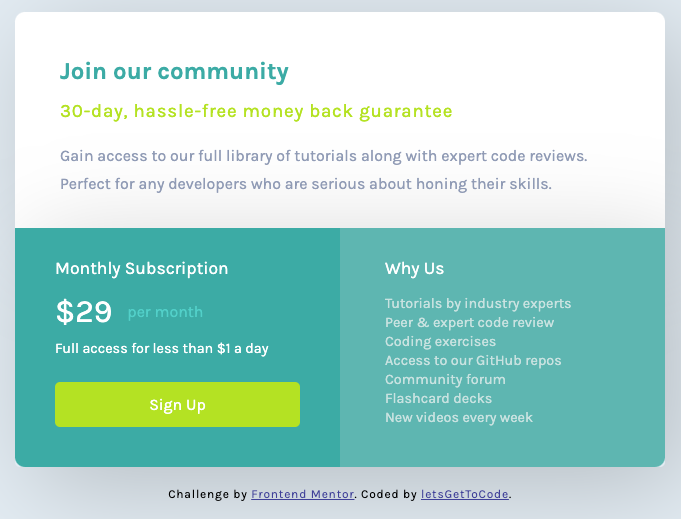 Join our community
30-day, hassle-free money back guarantee
Gain access to our full library of tutorials along with expert code reviews.
Perfect for any developers who are serious about honing their skills.
Monthly Subscription
$29 per month
Full access for less than $1 a day
Sign Up
Why Us
Tutorials by industry experts
Peer & expert code review
Coding exercises
Access to our GitHub repos
Community forum
Flashcard decks
New videos every week
Challenge by Frontend Mentor. Coded by letsGetToCode.